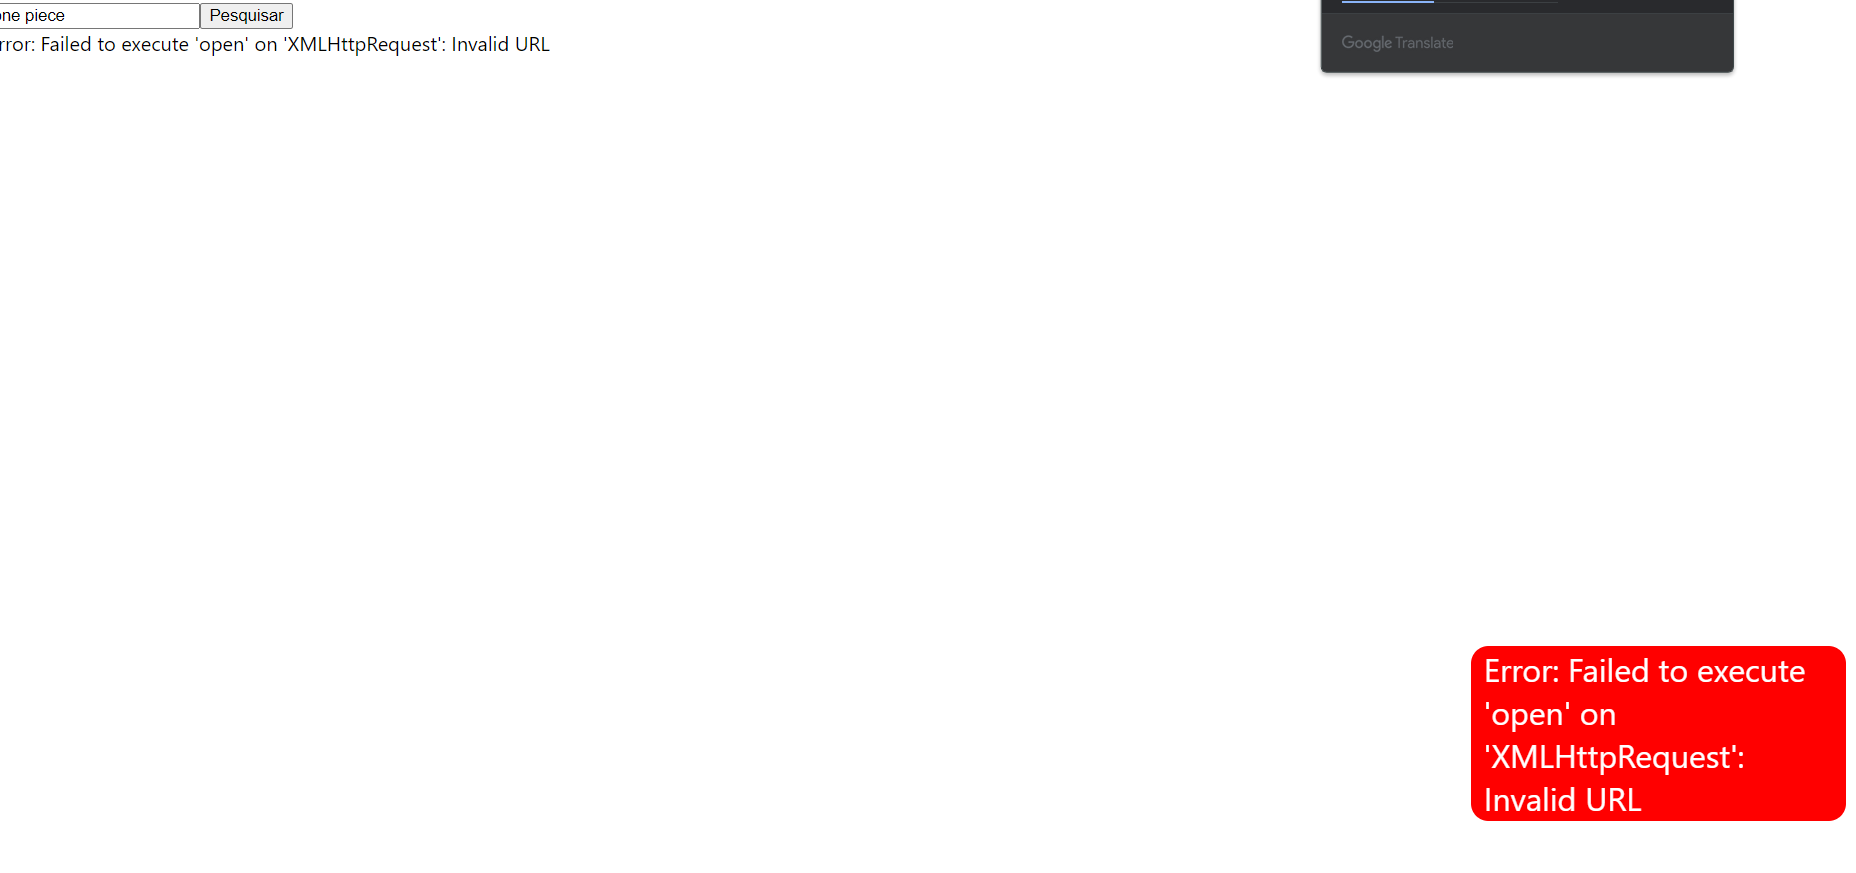 one piece Pesquisar
rror: Failed to execute 'open' on 'XMLHttpRequest': Invalid URL
Google Translate
Error: Failed to execute
'open' on
'XMLHttpRequest':
Invalid URL